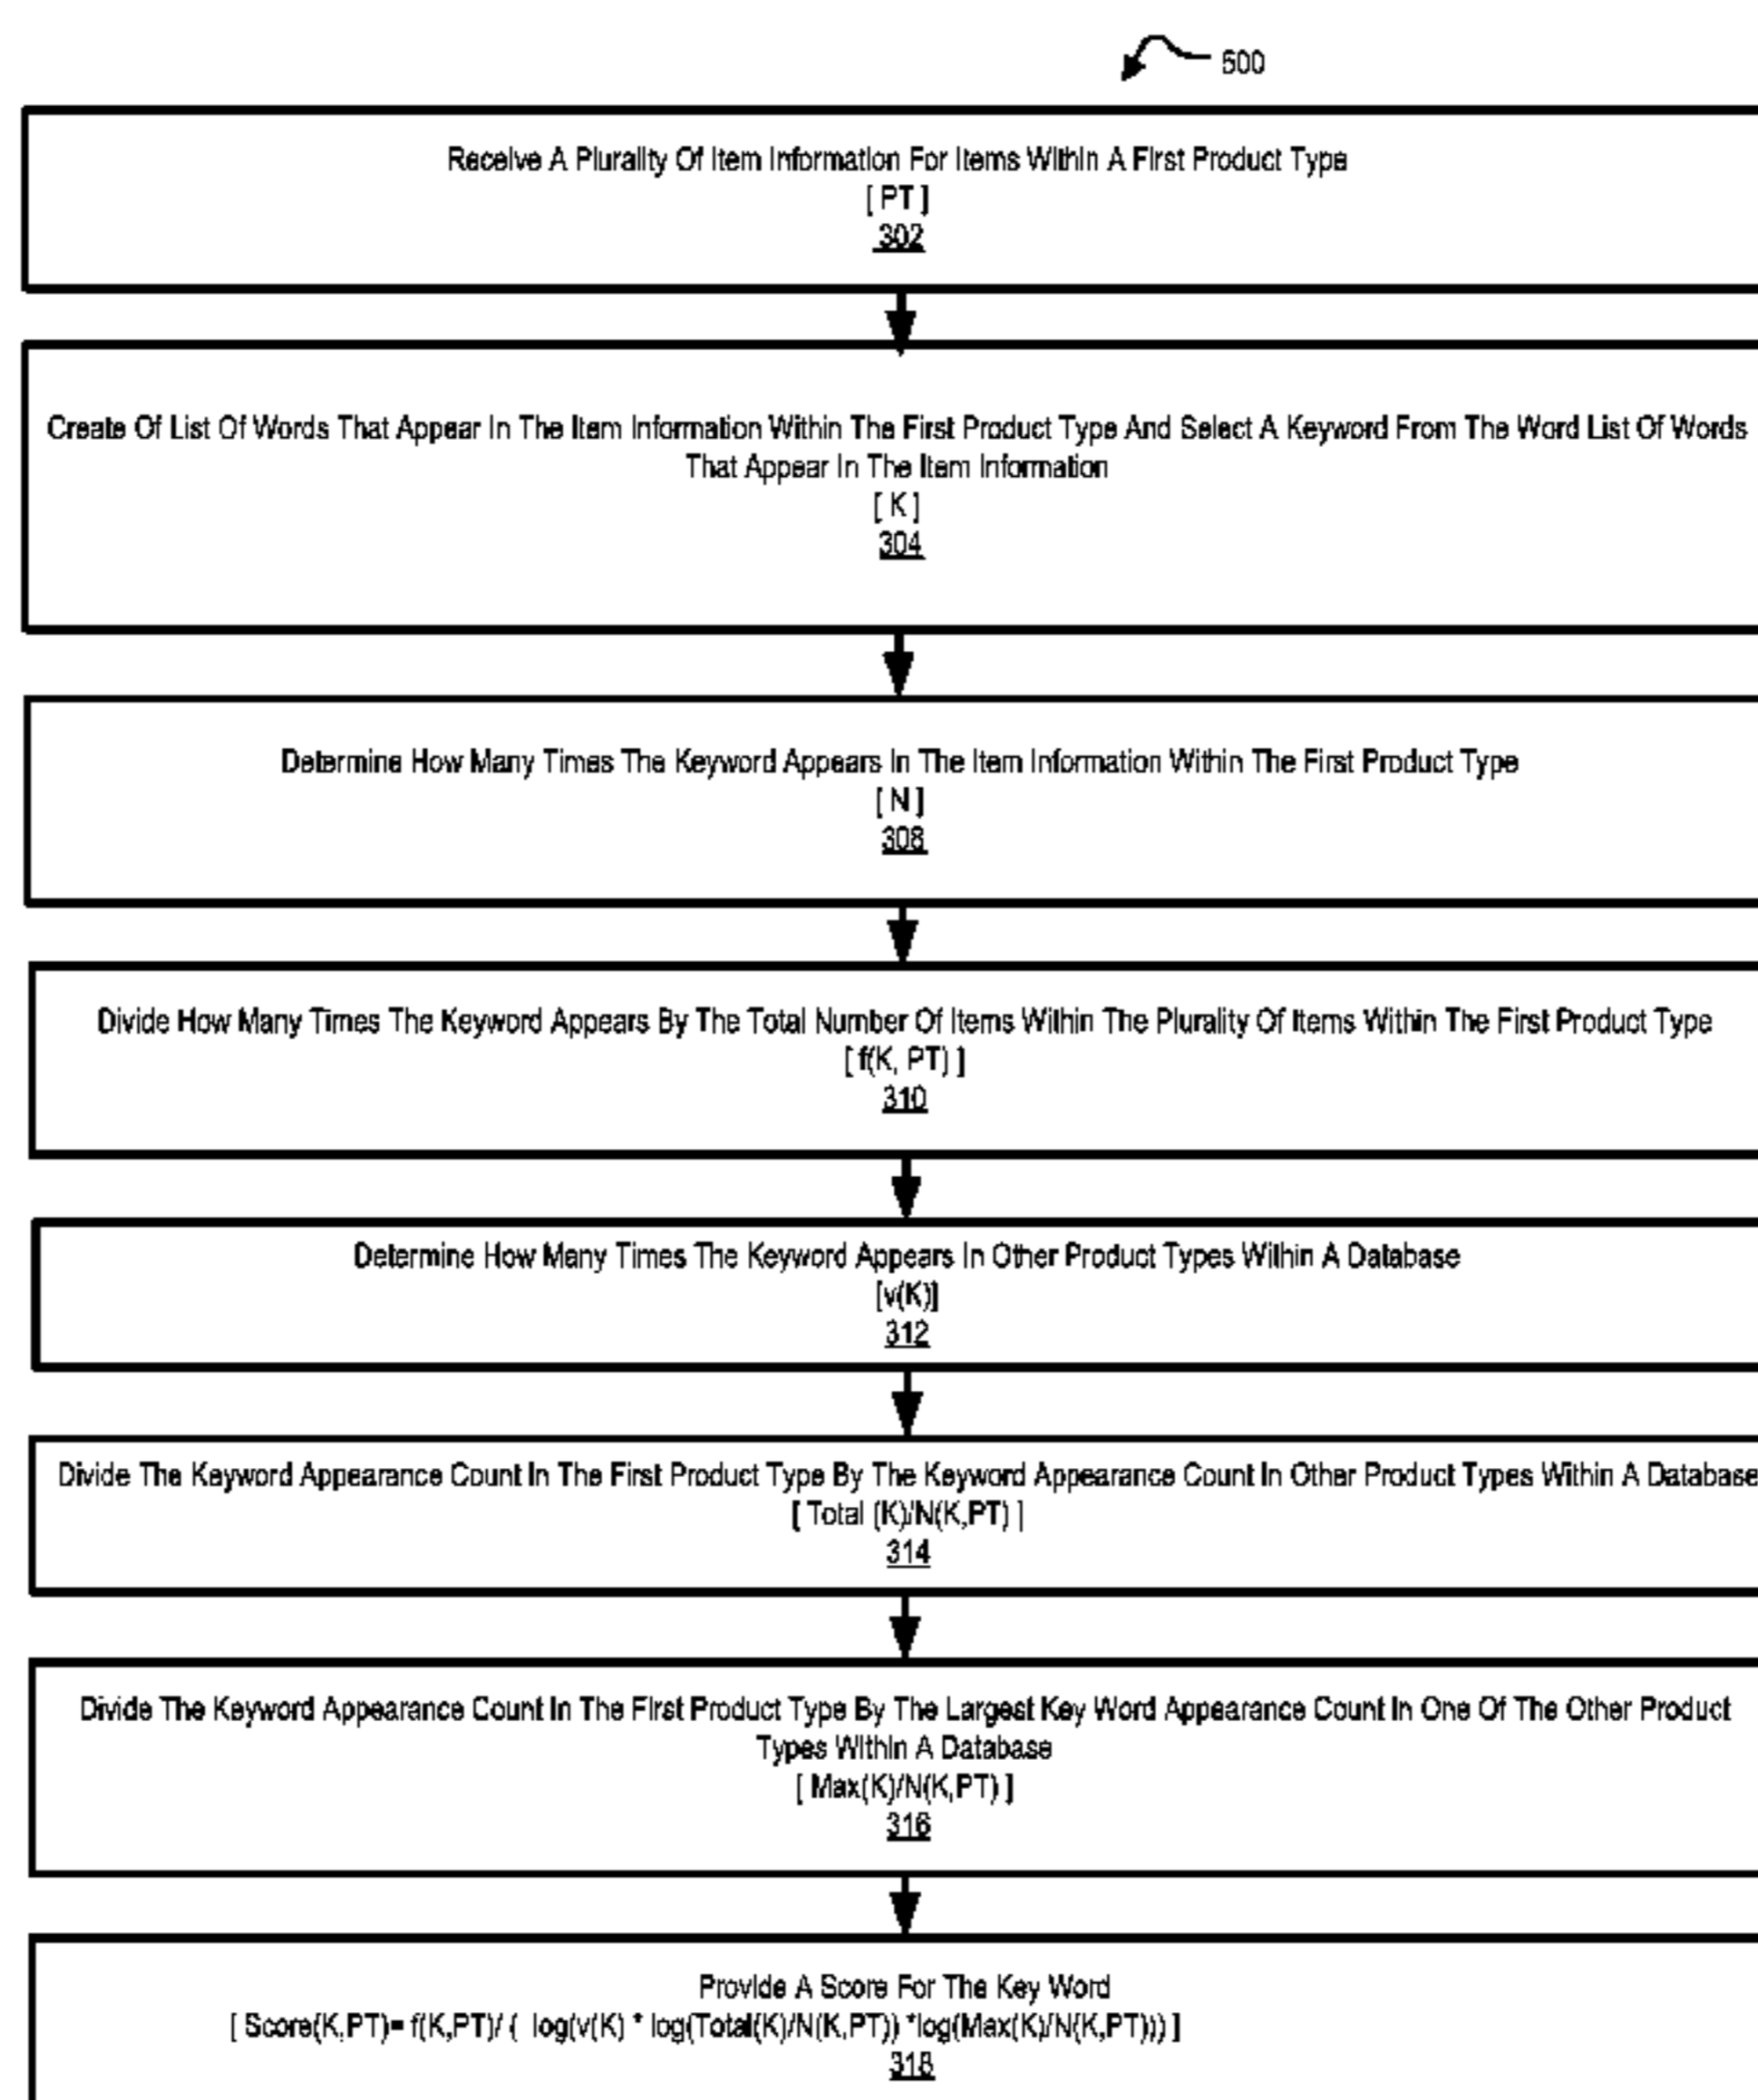 500
Receive A Plurality Of Item Information For Items Within A First Product Type
[ PT ]
302
Create Of List Of Words That Appear In The Item Information Within The First Product Type And Select A Keyword From The Word List Of Words
That Appear In The Item Information
[ K ]
304
Determine How Many Times The Keyword Appears In The Item Information Within The First Product Type
[ N ]
308
Divide How Many Times The Keyword Appears By The Total Number Of Items Within The Plurality Of Items Within The First Product Type
[ f(K, PT) ]
310
Determine How Many Times The Keyword Appears In Other Product Types Within A Database
[v(K)]
312
Divide The Keyword Appearance Count In The First Product Type By The Keyword Appearance Count In Other Product Types Within A Database
[ Total (K)/N(K,PT) ]
314
Divide The Keyword Appearance Count In The First Product Type By The Largest Key Word Appearance Count In One Of The Other Product
Types Within A Database
[ Max(K)/N(K,PT) ]
316
Provide A Score For The Key Word
[ Score(K,PT)= f(K,PT)/ ( log(v(K) * log(Total(K)/N(K,PT)) *log(Max(K)/N(K,PT))) ]
318